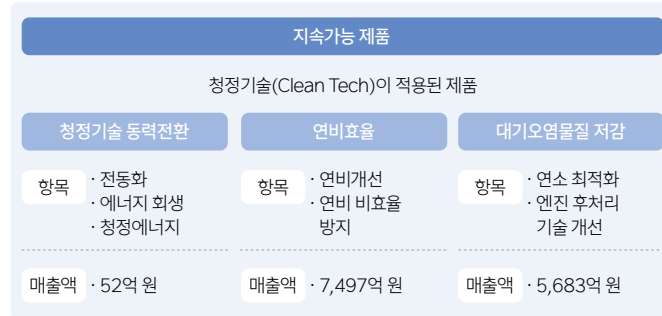 지속가능 제품
청정기술(Clean Tech)이 적용된 제품
청정기술 동력전환
항목
· 전동화
· 에너지 회생
· 청정에너지
매출액
· 52억 원
연비효율
항목
· 연비개선
· 연비 비효율
방지
매출액
· 7,497억 원
대기오염물질 저감
항목
· 연소 최적화
· 엔진 후처리
기술 개선
매출액
· 5,683억 원